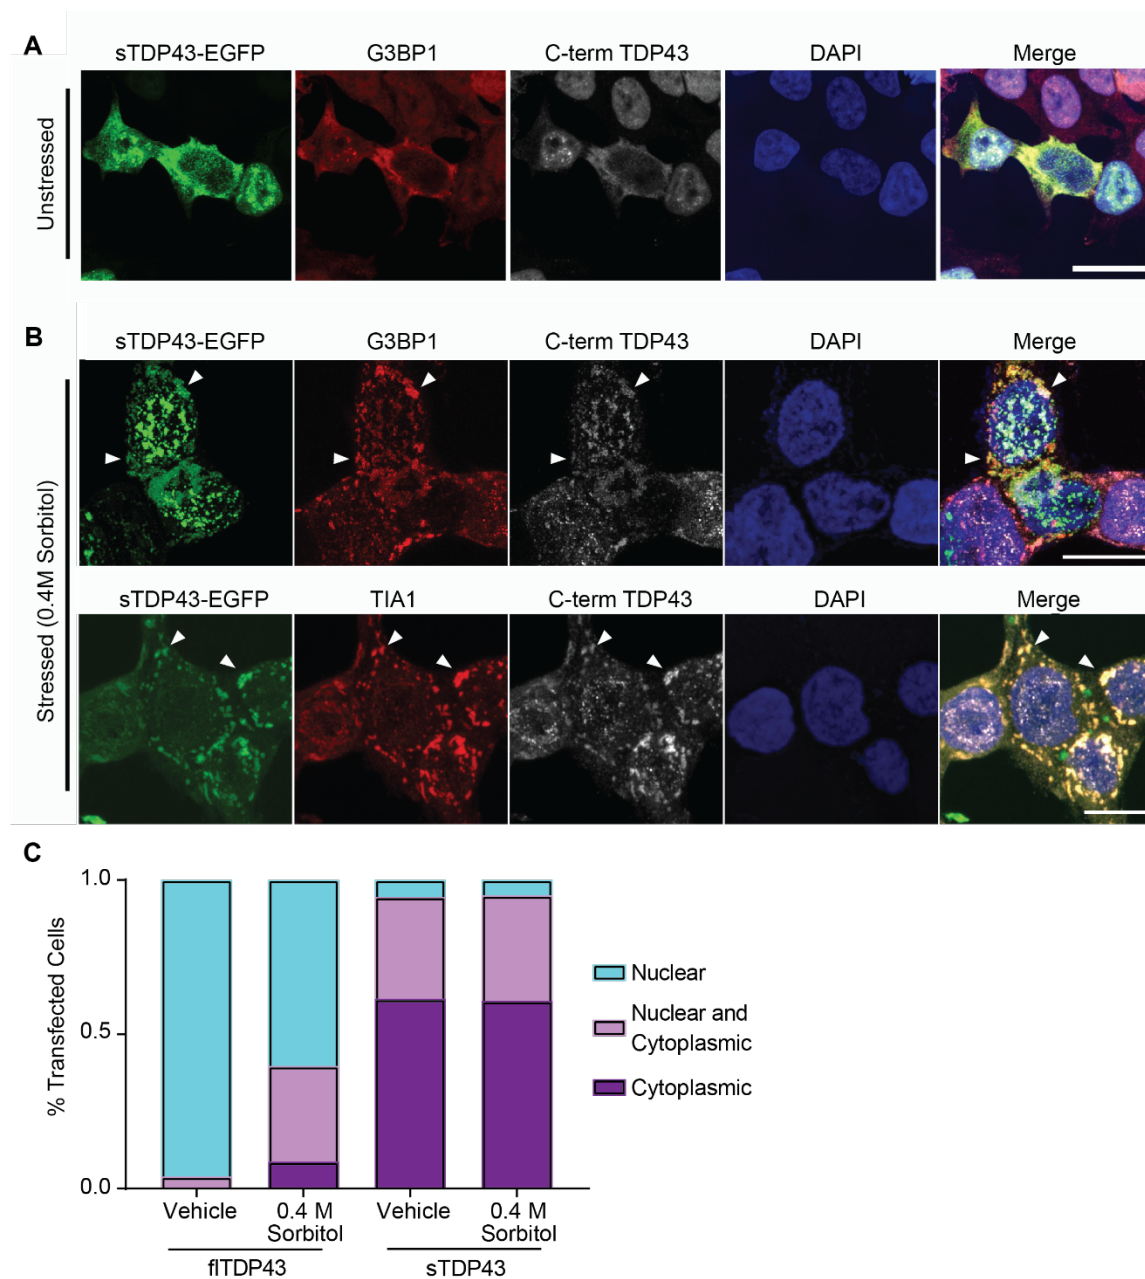 A
sTDP43-EGFP
G3BP1
C-term TDP43
DAPI
Merge
Unstressed
B
sTDP43-EGFP
G3BP1
C-term TDP43
DAPI
Merge
Stressed (0.4M Sorbitol)
sTDP43-EGFP
TIA1
C-term TDP43
DAPI
Merge
C
% Transfected Cells
1.0
0.5
0.0
Vehicle
0.4 M
Sorbitol
Vehicle
0.4 M
Sorbitol
flTDP43
sTDP43
Nuclear
Nuclear and
Cytoplasmic
Cytoplasmic